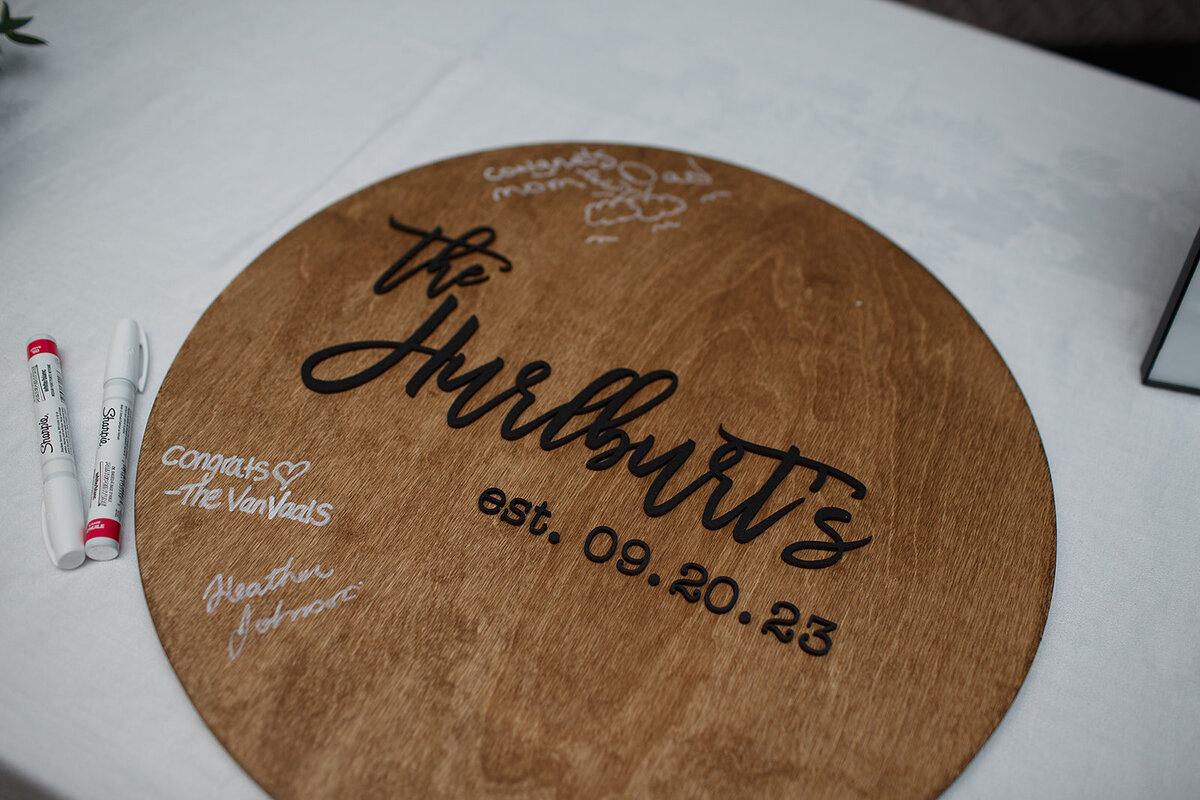 congrats
mom & Dad
the
Hurlburt's
est. 09.20.23
congrats♡
-The VanVaals
Heather
Johnson
Sharpie
Sharpie